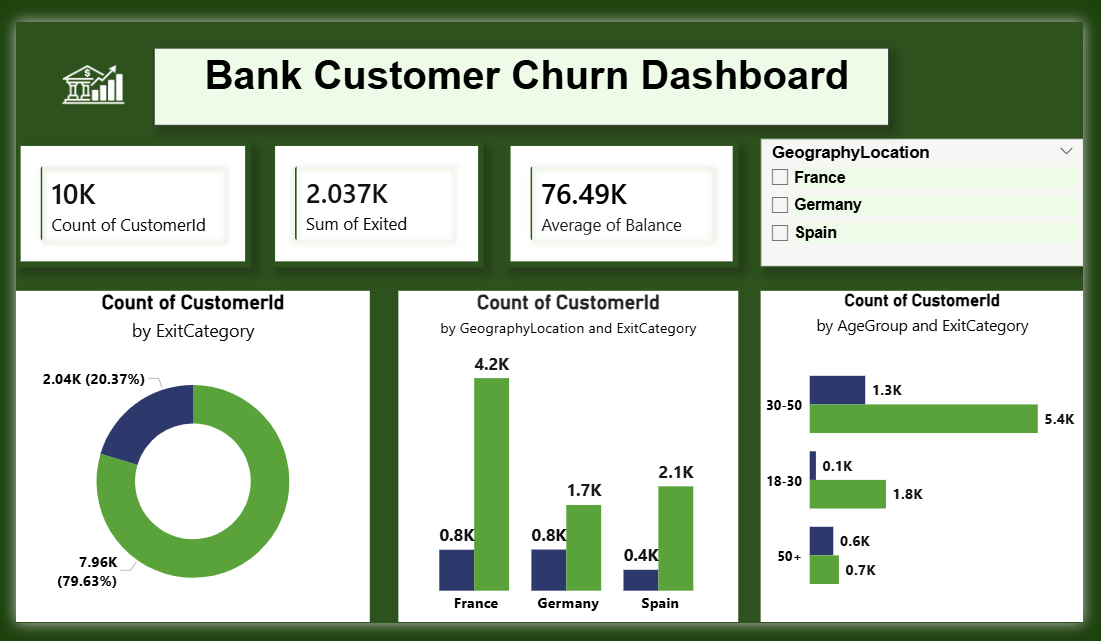 Bank Customer Churn Dashboard
10K
Count of CustomerId
2.037K
Sum of Exited
76.49K
Average of Balance
GeographyLocation
France
Germany
Spain
Count of CustomerId
by ExitCategory
2.04K (20.37%)
7.96K
(79.63%)
Count of CustomerId
by GeographyLocation and ExitCategory
4.2K
0.8K
1.7K
0.8K
2.1K
0.4K
France
Germany
Spain
Count of CustomerId
by AgeGroup and ExitCategory
30-50
1.3K
5.4K
18-30
0.1K
1.8K
50+
0.6K
0.7K
$